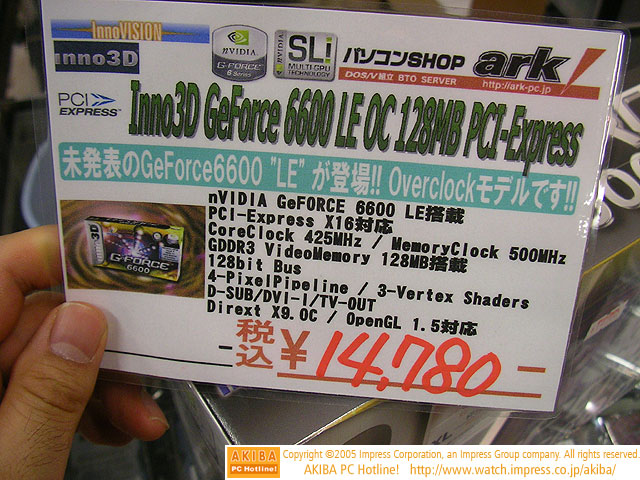 InnoVISION
inno3D
nVIDIA
GEFORCE
6 Series
nVIDIA
SLI
MULTI-GPU
TECHNOLOGY
パソコンSHOP
DOS/V組立 BTO SERVER
ark
http://ark-pc.jp
PCI
EXPRESS
Inno3D GeForce 6600 LE OC 128MB PCI-Express
未発表のGeForce6600 "LE" が登場!! Overclockモデルです!!
nVIDIA GeFORCE 6600 LE搭載
PCI-Express X16対応
CoreClock 425MHz / MemoryClock 500MHz
GDDR3 VideoMemory 128MB搭載
128bit Bus
4-PixelPipeline / 3-Vertex Shaders
D-SUB/DVI-I/TV-OUT
Dirext X9.0C / OpenGL 1.5対応
GEFORCE
6600
税込 ¥14,780-
AKIBA
PC Hotline!
Copyright ©2005 Impress Corporation, an Impress Group company. All rights reserved.
AKIBA PC Hotline! http://www.watch.impress.co.jp/akiba/